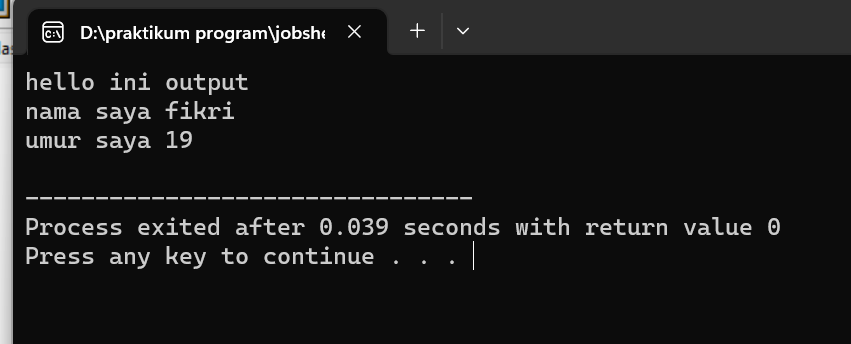 D:\praktikum program\jobshe
hello ini output
nama saya fikri
umur saya 19
--------------------------------
Process exited after 0.039 seconds with return value 0
Press any key to continue . . .